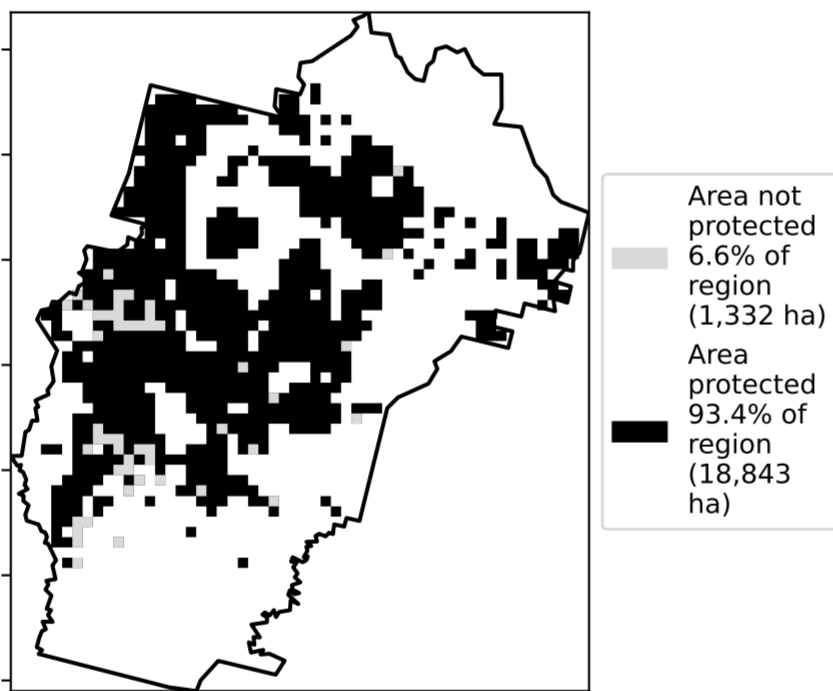 Area not
protected
6.6% of
region
(1,332 ha)
Area
protected
93.4% of
region
(18,843
ha)